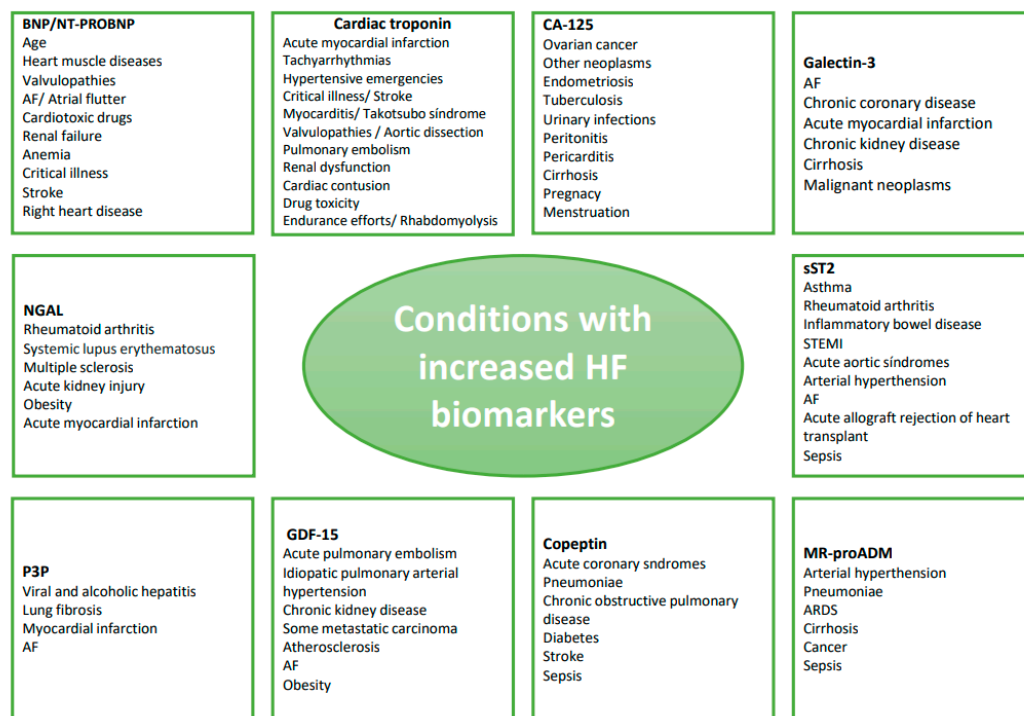 BNP/NT-PROBNP
Age
Heart muscle diseases
Valvulopathies
AF/ Atrial flutter
Cardiotoxic drugs
Renal failure
Anemia
Critical illness
Stroke
Right heart disease
Cardiac troponin
Acute myocardial infarction
Tachyarrhythmias
Hypertensive emergencies
Critical illness/ Stroke
Myocarditis/ Takotsubo síndrome
Valvulopathies / Aortic dissection
Pulmonary embolism
Renal dysfunction
Cardiac contusion
Drug toxicity
Endurance efforts/ Rhabdomyolysis
CA-125
Ovarian cancer
Other neoplasms
Endometriosis
Tuberculosis
Urinary infections
Peritonitis
Pericarditis
Cirrhosis
Pregnacy
Menstruation
Galectin-3
AF
Chronic coronary disease
Acute myocardial infarction
Chronic kidney disease
Cirrhosis
Malignant neoplasms
NGAL
Rheumatoid arthritis
Systemic lupus erythematosus
Multiple sclerosis
Acute kidney injury
Obesity
Acute myocardial infarction
Conditions with
increased HF
biomarkers
sST2
Asthma
Rheumatoid arthritis
Inflammatory bowel disease
STEMI
Acute aortic síndromes
Arterial hyperthension
AF
Acute allograft rejection of heart
transplant
Sepsis
P3P
Viral and alcoholic hepatitis
Lung fibrosis
Myocardial infarction
AF
GDF-15
Acute pulmonary embolism
Idiopatic pulmonary arterial
hypertension
Chronic kidney disease
Some metastatic carcinoma
Atherosclerosis
AF
Obesity
Copeptin
Acute coronary sndromes
Pneumoniae
Chronic obstructive pulmonary
disease
Diabetes
Stroke
Sepsis
MR-proADM
Arterial hyperthension
Pneumoniae
ARDS
Cirrhosis
Cancer
Sepsis